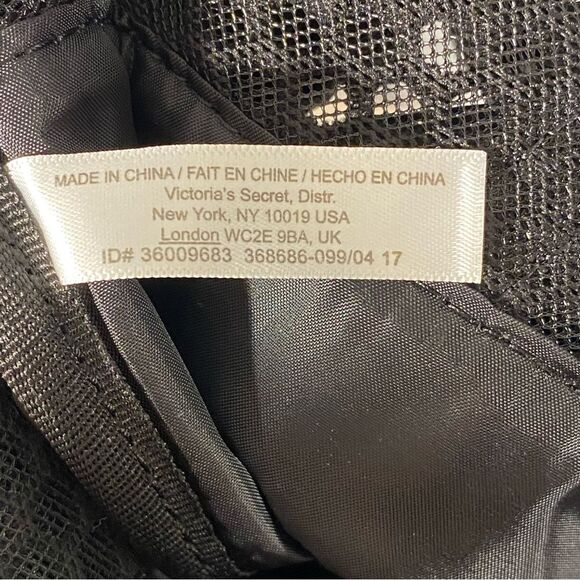 MADE IN CHINA / FAIT EN CHINE / HECHO EN CHINA
Victoria's Secret, Distr.
New York, NY 10019 USA
London WC2E 9BA, UK
ID# 36009683 368686-099/04 17